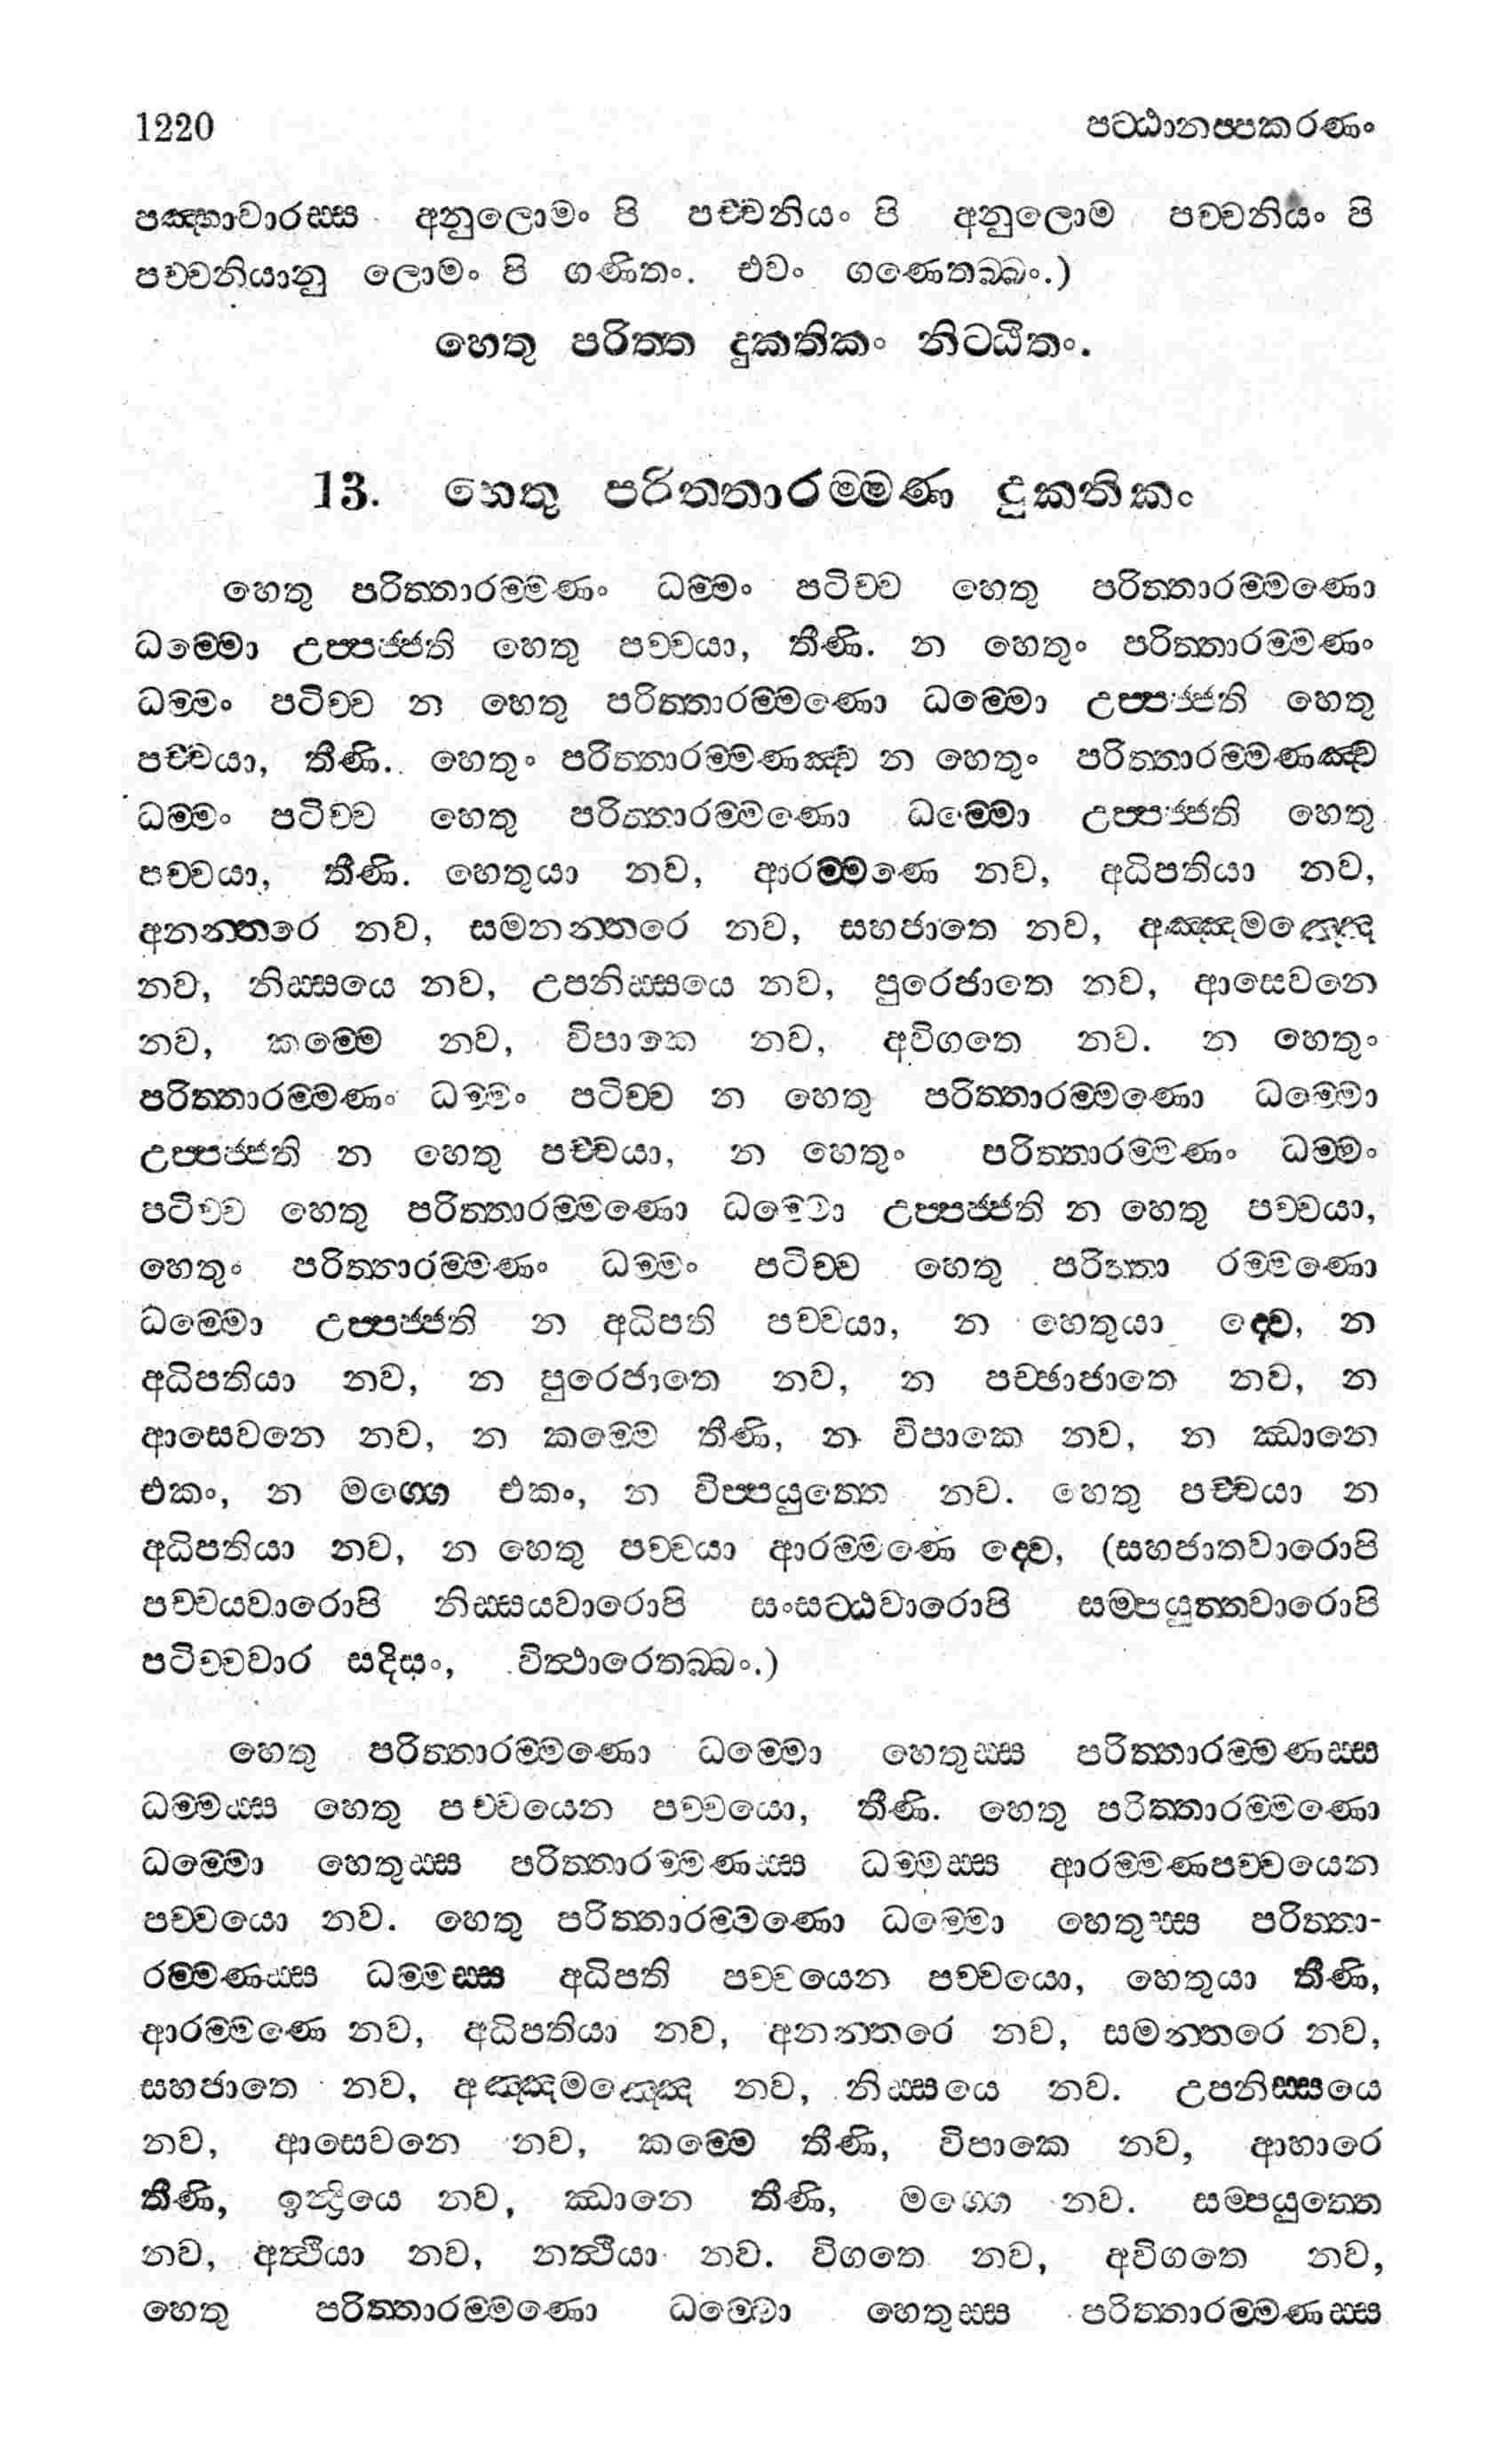 1220 පට්ඨානප්පකරණං
පඤ්හාවාරස්ස අනුලොමං පි පච්චනියං පි අනුලොම පච්චනියං පි
පච්චනියානු ලොමං පි ගණිතං. එවං ගණෙතබ්බං.)
හෙතු පරිත්ත දුකතිකං නිට්ඨිතං.
13. හෙතු පරිත්තාරම්මණ දුකතිකං
හෙතු පරිත්තාරම්මණං ධම්මං පටිච්ච හෙතු පරිත්තාරම්මණො
ධම්මො උප්පජ්ජති හෙතු පච්චයා, තීණි. න හෙතුං පරිත්තාරම්මණං
ධම්මං පටිච්ච න හෙතු පරිත්තාරම්මණො ධම්මො උප්පජ්ජති හෙතු
පච්චයා, තීණි. හෙතුං පරිත්තාරම්මණඤ්ච න හෙතුං පරිත්තාරම්මණඤ්ච
ධම්මං පටිච්ච හෙතු පරිත්තාරම්මණො ධම්මො උප්පජ්ජති හෙතු
පච්චයා, තීණි. හෙතුයා නව, ආරම්මණෙ නව, අධිපතියා නව,
අනන්තරෙ නව, සමනන්තරෙ නව, සහජාතෙ නව, අඤ්ඤමඤ්ඤෙ
නව, නිස්සයෙ නව, උපනිස්සයෙ නව, පුරෙජාතෙ නව, ආසෙවනෙ
නව, කම්මෙ නව, විපාකෙ නව, අවිගතෙ නව. න හෙතුං
පරිත්තාරම්මණං ධම්මං පටිච්ච න හෙතු පරිත්තාරම්මණො ධම්මො
උප්පජ්ජති න හෙතු පච්චයා, න හෙතුං පරිත්තාරම්මණං ධම්මං
පටිච්ච හෙතු පරිත්තාරම්මණො ධම්මො උප්පජ්ජති න හෙතු පච්චයා,
හෙතුං පරිත්තාරම්මණං ධම්මං පටිච්ච හෙතු පරිත්තා රම්මණො
ධම්මො උප්පජ්ජති න අධිපති පච්චයා, න හෙතුයා ද්වෙ, න
අධිපතියා නව, න පුරෙජාතෙ නව, න පච්ඡාජාතෙ නව, න
ආසෙවනෙ නව, න කම්මෙ තීණි, න විපාකෙ නව, න ඣානෙ
එකං, න මග්ගෙ එකං, න විප්පයුත්තෙ නව. හෙතු පච්චයා න
අධිපතියා නව, න හෙතු පච්චයා ආරම්මණෙ ද්වෙ, (සහජාතවාරොපි
පච්චයවාරොපි නිස්සයවාරොපි සංසට්ඨවාරොපි සම්පයුත්තවාරොපි
පටිච්චවාර සදිසං, විත්ථාරෙතබ්බං.)
හෙතු පරිත්තාරම්මණො ධම්මො හෙතුස්ස පරිත්තාරම්මණස්ස
ධම්මස්ස හෙතු පච්චයෙන පච්චයො, තීණි. හෙතු පරිත්තාරම්මණො
ධම්මො හෙතුස්ස පරිත්තාරම්මණස්ස ධම්මස්ස ආරම්මණපච්චයෙන
පච්චයො නව. හෙතු පරිත්තාරම්මණො ධම්මො හෙතුස්ස පරිත්තා-
රම්මණස්ස ධම්මස්ස අධිපති පච්චයෙන පච්චයො, හෙතුයා තීණි,
ආරම්මණෙ නව, අධිපතියා නව, අනන්තරෙ නව, සමන්තරෙ නව,
සහජාතෙ නව, අඤ්ඤමඤ්ඤෙ නව, නිස්සයෙ නව. උපනිස්සයෙ
නව, ආසෙවනෙ නව, කම්මෙ තීණි, විපාකෙ නව, ආහාරෙ
තීණි, ඉන්ද්‍රියෙ නව, ඣානෙ තීණි, මග්ගෙ නව. සම්පයුත්තෙ
නව, අත්ථියා නව, නත්ථියා නව. විගතෙ නව, අවිගතෙ නව,
හෙතු පරිත්තාරම්මණො ධම්මො හෙතුස්ස පරිත්තාරම්මණස්ස